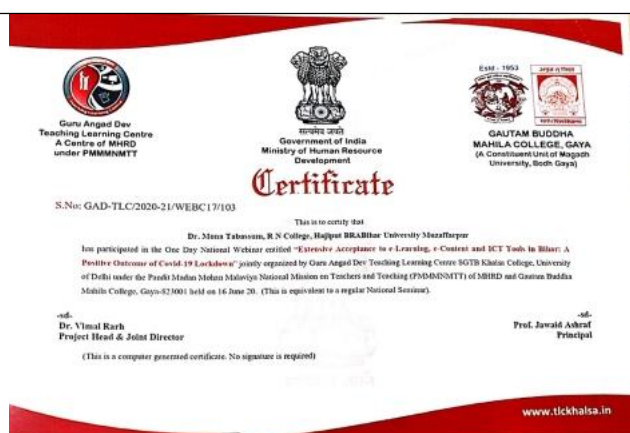 Guru Angad Dev
Teaching Learning Centre
A Centre of MHRD
under PMMMNMTT
सत्यमेव जयते
Government of India
Ministry of Human Resource
Development
Estd - 1953
GAUTAM BUDDHA
MAHILA COLLEGE, GAYA
(A Constituent Unit of Magadh
University, Bodh Gaya)
Certificate
S.No: GAD-TLC/2020-21/WEBC17/103
This is to certify that
Dr. Mona Tabassum, R N College, Hajiput BRABihar University Muzaffarpur
has participated in the One Day National Webinar entitled "Extensive Acceptance to e-Learning, e-Content and ICT Tools in Bihar: A
Positive Outcome of Covid-19 Lockdown" jointly organized by Guru Angad Dev Teaching Learning Centre SGTB Khalsa College, University
of Delhi under the Pandit Madan Mohan Malaviya National Mission on Teachers and Teaching (PMMMNMTT) of MHRD and Gautam Buddha
Mahila College, Gaya-823001 held on 16 June 20. (This is equivalent to a regular National Seminar).
-sd-
Dr. Vimal Rarh
Project Head & Joint Director
-sd-
Prof. Jawaid Ashraf
Principal
(This is a computer generated certificate. No signature is required)
www.tlckhalsa.in